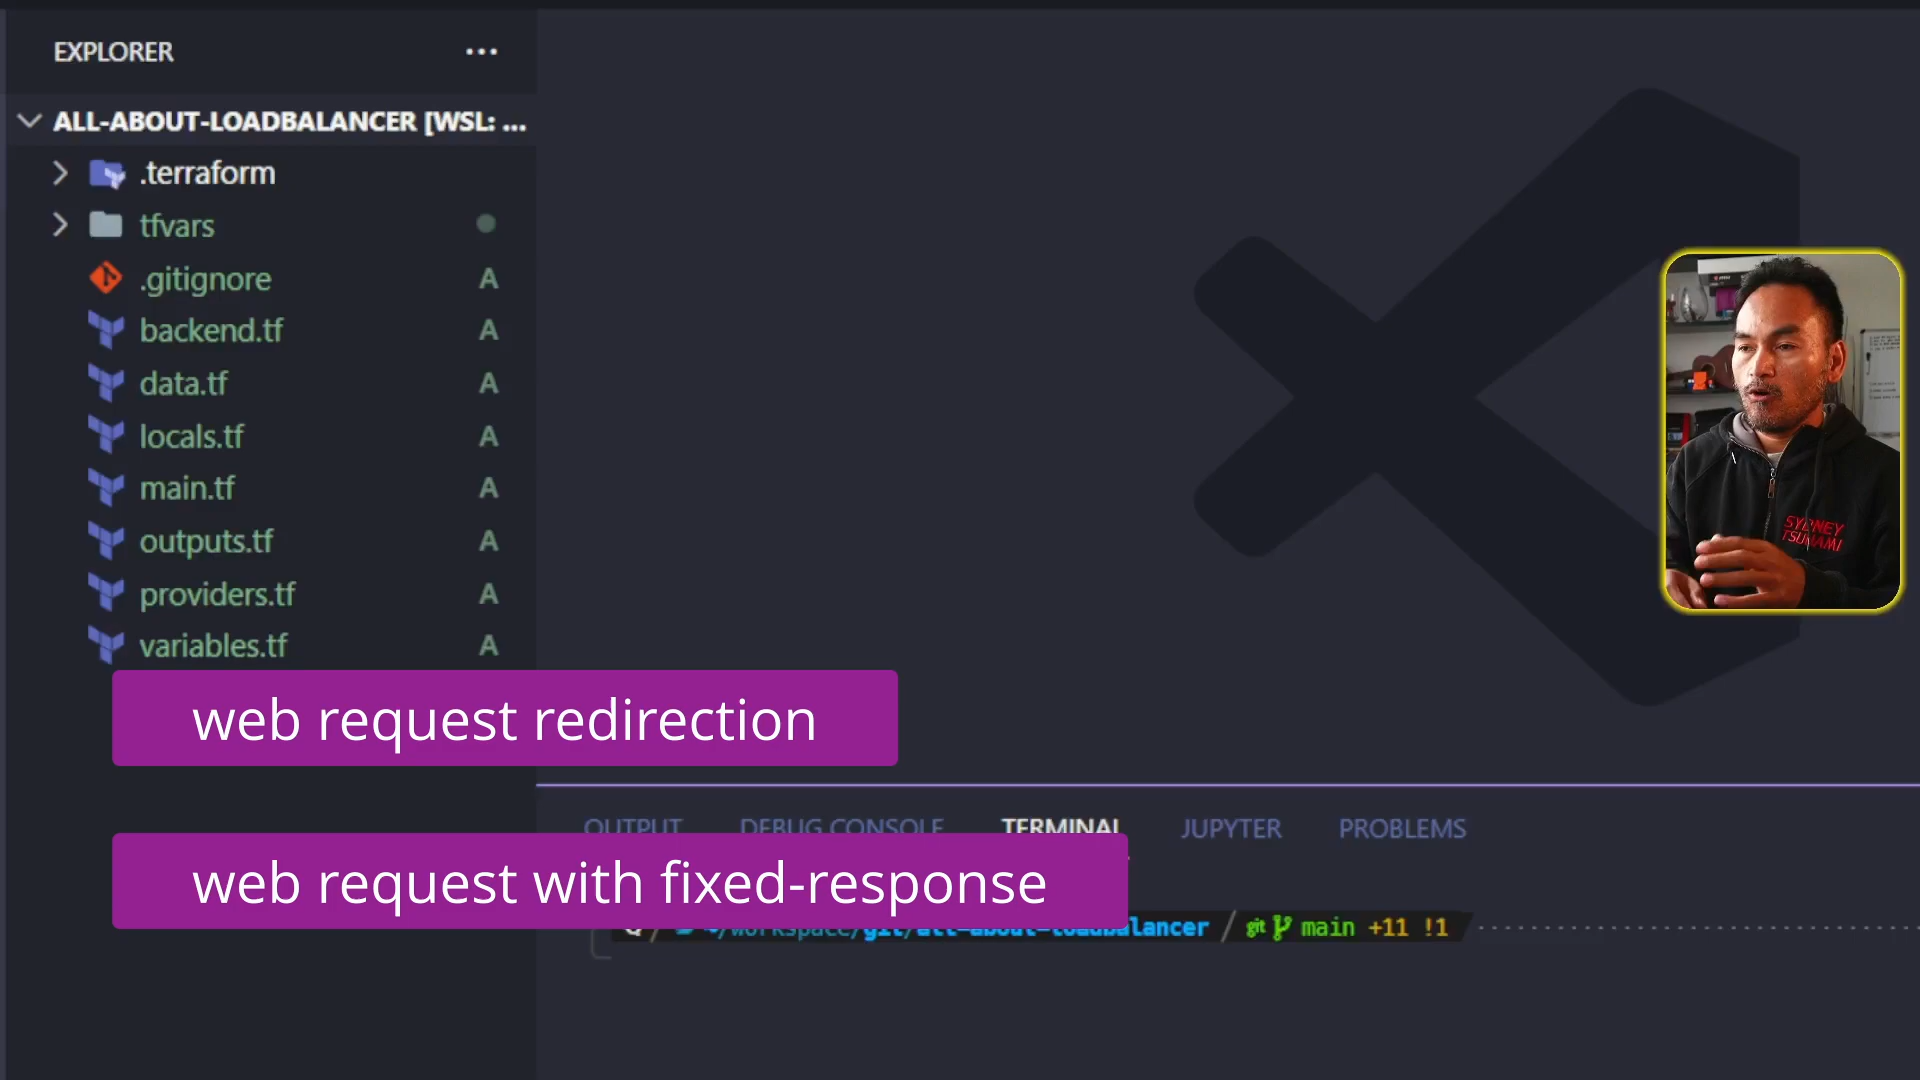 EXPLORER
ALL-ABOUT-LOADBALANCER [WSL: ...
.terraform
tfvars
.gitignore A
backend.tf A
data.tf A
locals.tf A
main.tf A
outputs.tf A
providers.tf A
variables.tf A
web request redirection
OUTPUT DEBUG CONSOLE TERMINAL JUPYTER PROBLEMS
web request with fixed-response
~/workspace/git/all-about-loadbalancer / git main +11 !1
SYDNEY
TSUNAMI